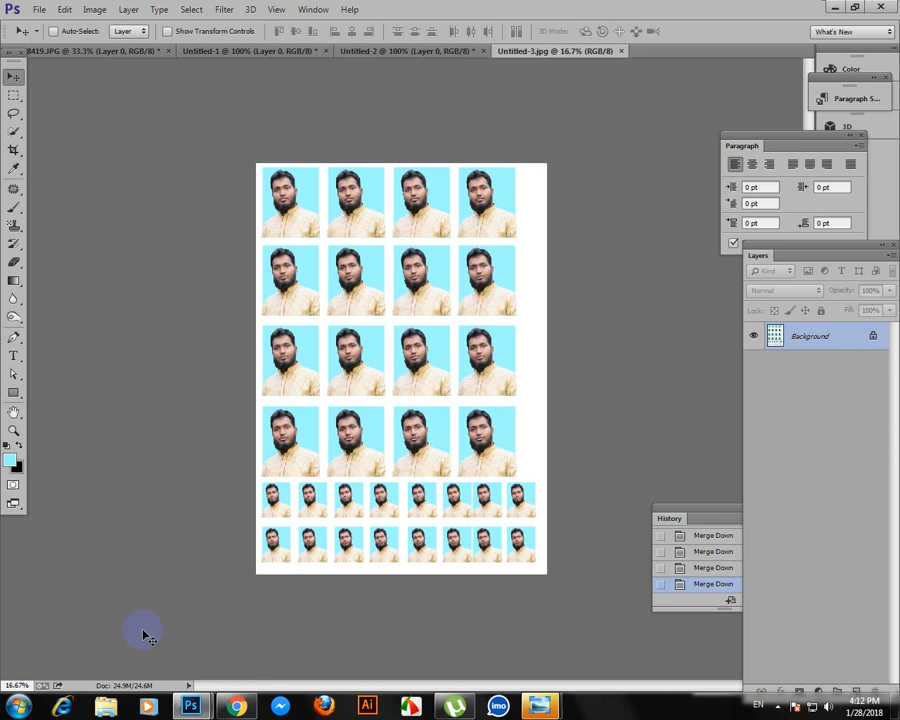 Ps File Edit Image Layer Type Select Filter 3D View Window Help
Auto-Select: Layer Show Transform Controls 3D Mode: What's New
8419.JPG @ 33.3% (Layer 0, RGB/8) * × Untitled-1 @ 100% (Layer 0, RGB/8) * × Untitled-2 @ 100% (Layer 0, RGB/8) * × Untitled-3.jpg @ 16.7% (RGB/8) ×
Color
Paragraph S...
3D
Paragraph
0 pt 0 pt
0 pt
0 pt 0 pt
Layers
Kind
Normal Opacity: 100%
Lock: Fill: 100%
Background
History
Merge Down
Merge Down
Merge Down
Merge Down
16.67% Doc: 24.9M/24.6M
Ps Ai imo EN 4:12 PM
1/28/2018